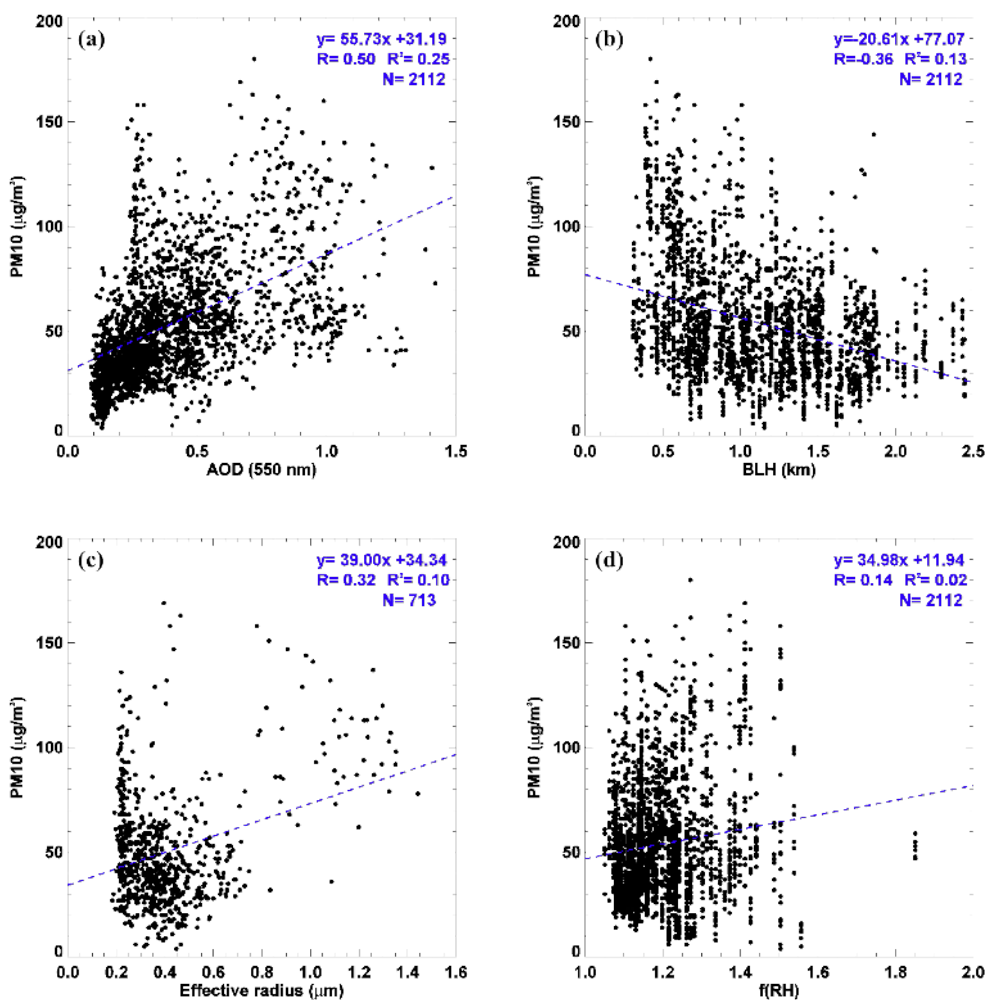 (a)
y= 55.73x +31.19
R= 0.50 R²= 0.25
N= 2112
200
150
100
50
0
PM10 (μg/m³)
0.0 0.5 1.0 1.5
AOD (550 nm)
(b)
y=-20.61x +77.07
R=-0.36 R²= 0.13
N= 2112
200
150
100
50
0
PM10 (μg/m³)
0.0 0.5 1.0 1.5 2.0 2.5
BLH (km)
(c)
y= 39.00x +34.34
R= 0.32 R²= 0.10
N= 713
200
150
100
50
0
PM10 (μg/m³)
0.0 0.2 0.4 0.6 0.8 1.0 1.2 1.4 1.6
Effective radius (μm)
(d)
y= 34.98x +11.94
R= 0.14 R²= 0.02
N= 2112
200
150
100
50
0
PM10 (μg/m³)
1.0 1.2 1.4 1.6 1.8 2.0
f(RH)